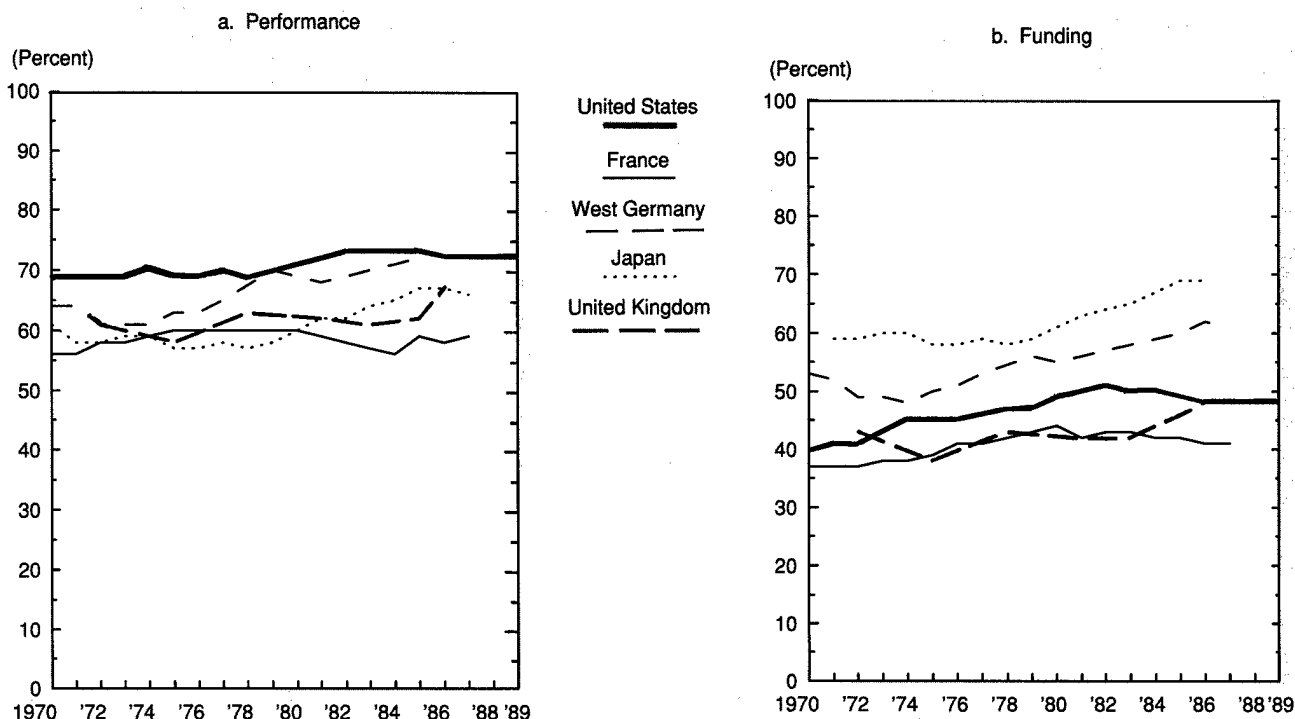 a. Performance
(Percent)
100
90
80
70
60
50
40
30
20
10
0
1970 '72 '74 '76 '78 '80 '82 '84 '86 '88 '89
United States
France
West Germany
Japan
United Kingdom
b. Funding
(Percent)
100
90
80
70
60
50
40
30
20
10
0
1970 '72 '74 '76 '78 '80 '82 '84 '86 '88 '89